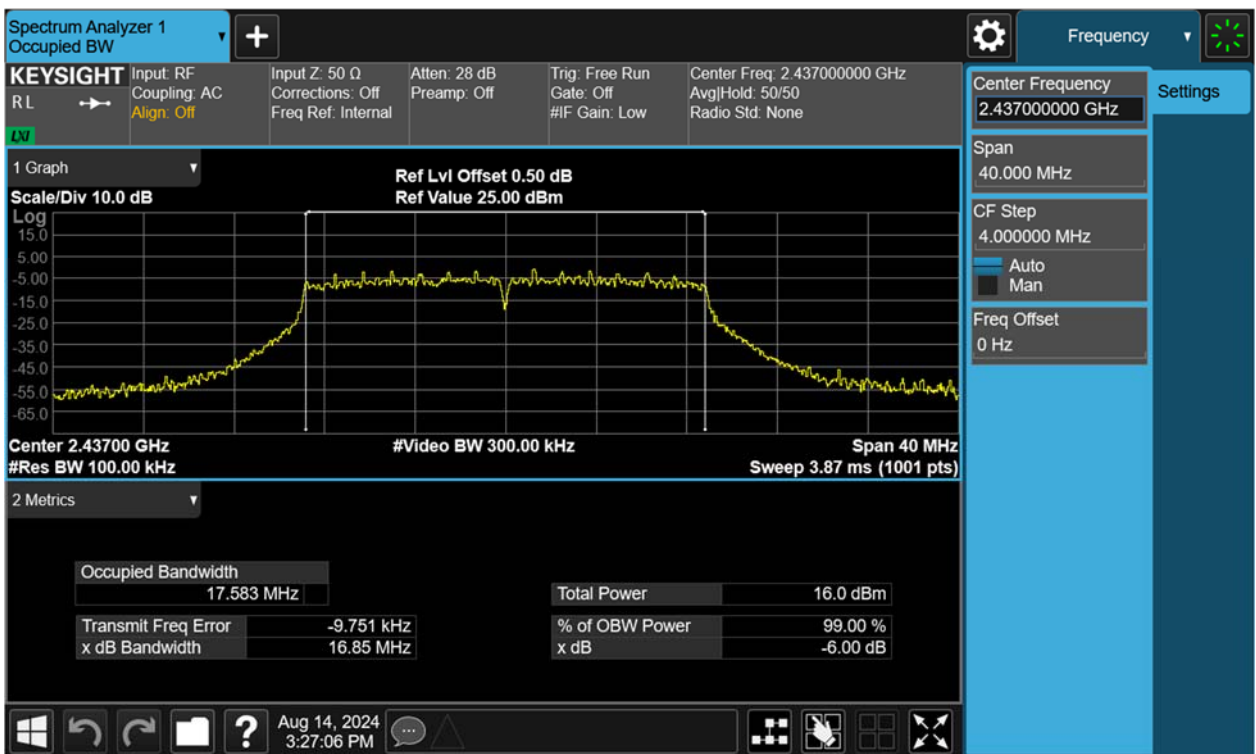 Spectrum Analyzer 1
Occupied BW
Frequency
KEYSIGHT
R L
LXI
Input: RF
Coupling: AC
Align: Off
Input Z: 50 Ω
Corrections: Off
Freq Ref: Internal
Atten: 28 dB
Preamp: Off
Trig: Free Run
Gate: Off
#IF Gain: Low
Center Freq: 2.437000000 GHz
Avg|Hold: 50/50
Radio Std: None
Center Frequency
2.437000000 GHz
Settings
Span
40.000 MHz
CF Step
4.000000 MHz
Auto
Man
Freq Offset
0 Hz
1 Graph
Scale/Div 10.0 dB
Ref Lvl Offset 0.50 dB
Ref Value 25.00 dBm
Log
15.0
5.00
-5.00
-15.0
-25.0
-35.0
-45.0
-55.0
-65.0
Center 2.43700 GHz
#Video BW 300.00 kHz
Span 40 MHz
#Res BW 100.00 kHz
Sweep 3.87 ms (1001 pts)
2 Metrics
Occupied Bandwidth
17.583 MHz
Total Power 16.0 dBm
Transmit Freq Error -9.751 kHz
% of OBW Power 99.00 %
x dB Bandwidth 16.85 MHz
x dB -6.00 dB
?
Aug 14, 2024
3:27:06 PM